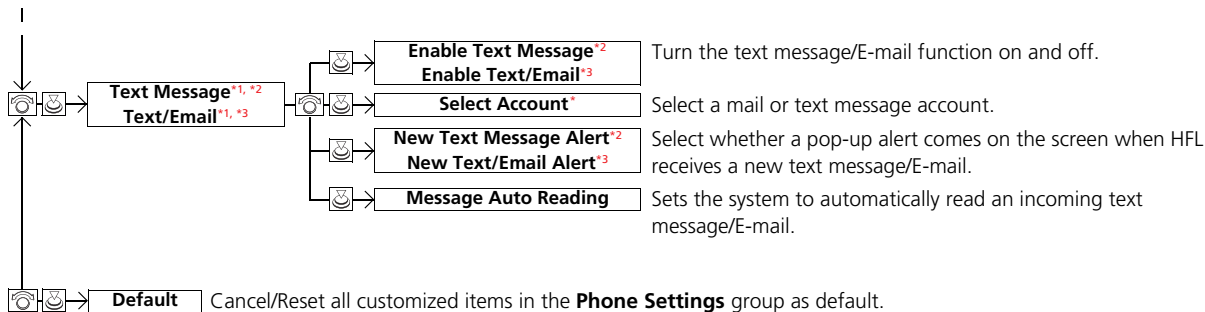 Enable Text Message*2
Enable Text/Email*3
Turn the text message/E-mail function on and off.
Text Message*1, *2
Text/Email*1, *3
Select Account*
Select a mail or text message account.
New Text Message Alert*2
New Text/Email Alert*3
Select whether a pop-up alert comes on the screen when HFL
receives a new text message/E-mail.
Message Auto Reading
Sets the system to automatically read an incoming text
message/E-mail.
Default
Cancel/Reset all customized items in the Phone Settings group as default.